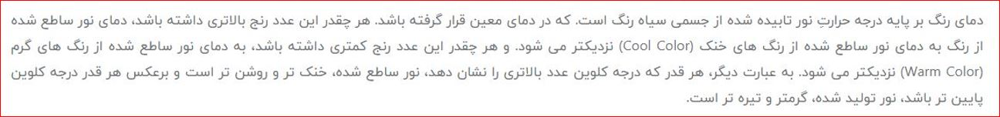 دمای رنگ بر پایه درجه حرارتِ نور تابیده شده از جسمی سیاه رنگ است. که در دمای معین قرار گرفته باشد. هر چقدر این عدد رنج بالاتری داشته باشد، دمای نور ساطع شده
از رنگ به دمای نور ساطع شده از رنگ های خنک (Cool Color) نزدیکتر می شود. و هر چقدر این عدد رنج کمتری داشته باشد، به دمای نور ساطع شده از رنگ های گرم
(Warm Color) نزدیکتر می شود. به عبارت دیگر، هر قدر که درجه کلوین عدد بالاتری را نشان دهد، نور ساطع شده، خنک تر و روشن تر است و برعکس هر قدر درجه کلوین
پایین تر باشد، نور تولید شده، گرمتر و تیره تر است.